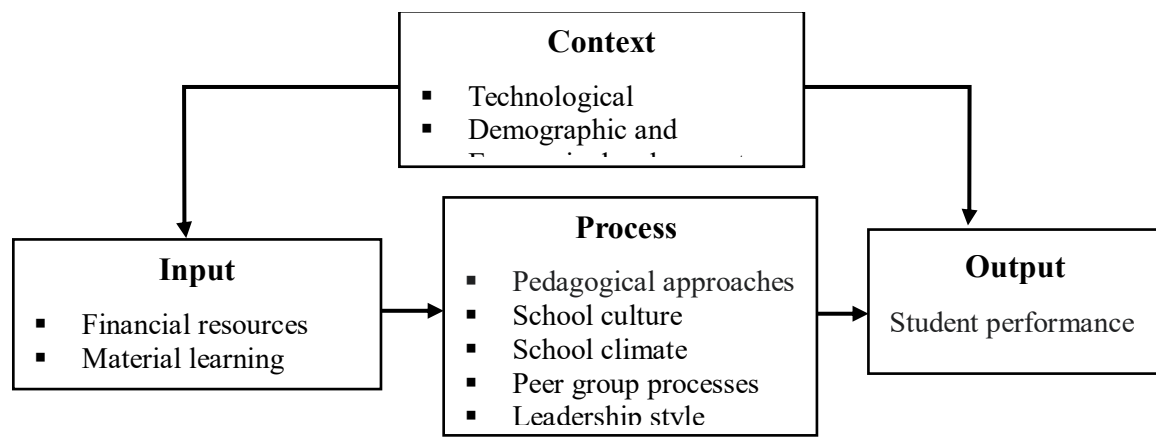 Context
▪ Technological
▪ Demographic and
Input
▪ Financial resources
▪ Material learning
Process
▪ Pedagogical approaches
▪ School culture
▪ School climate
▪ Peer group processes
▪ Leadership style
Output
Student performance